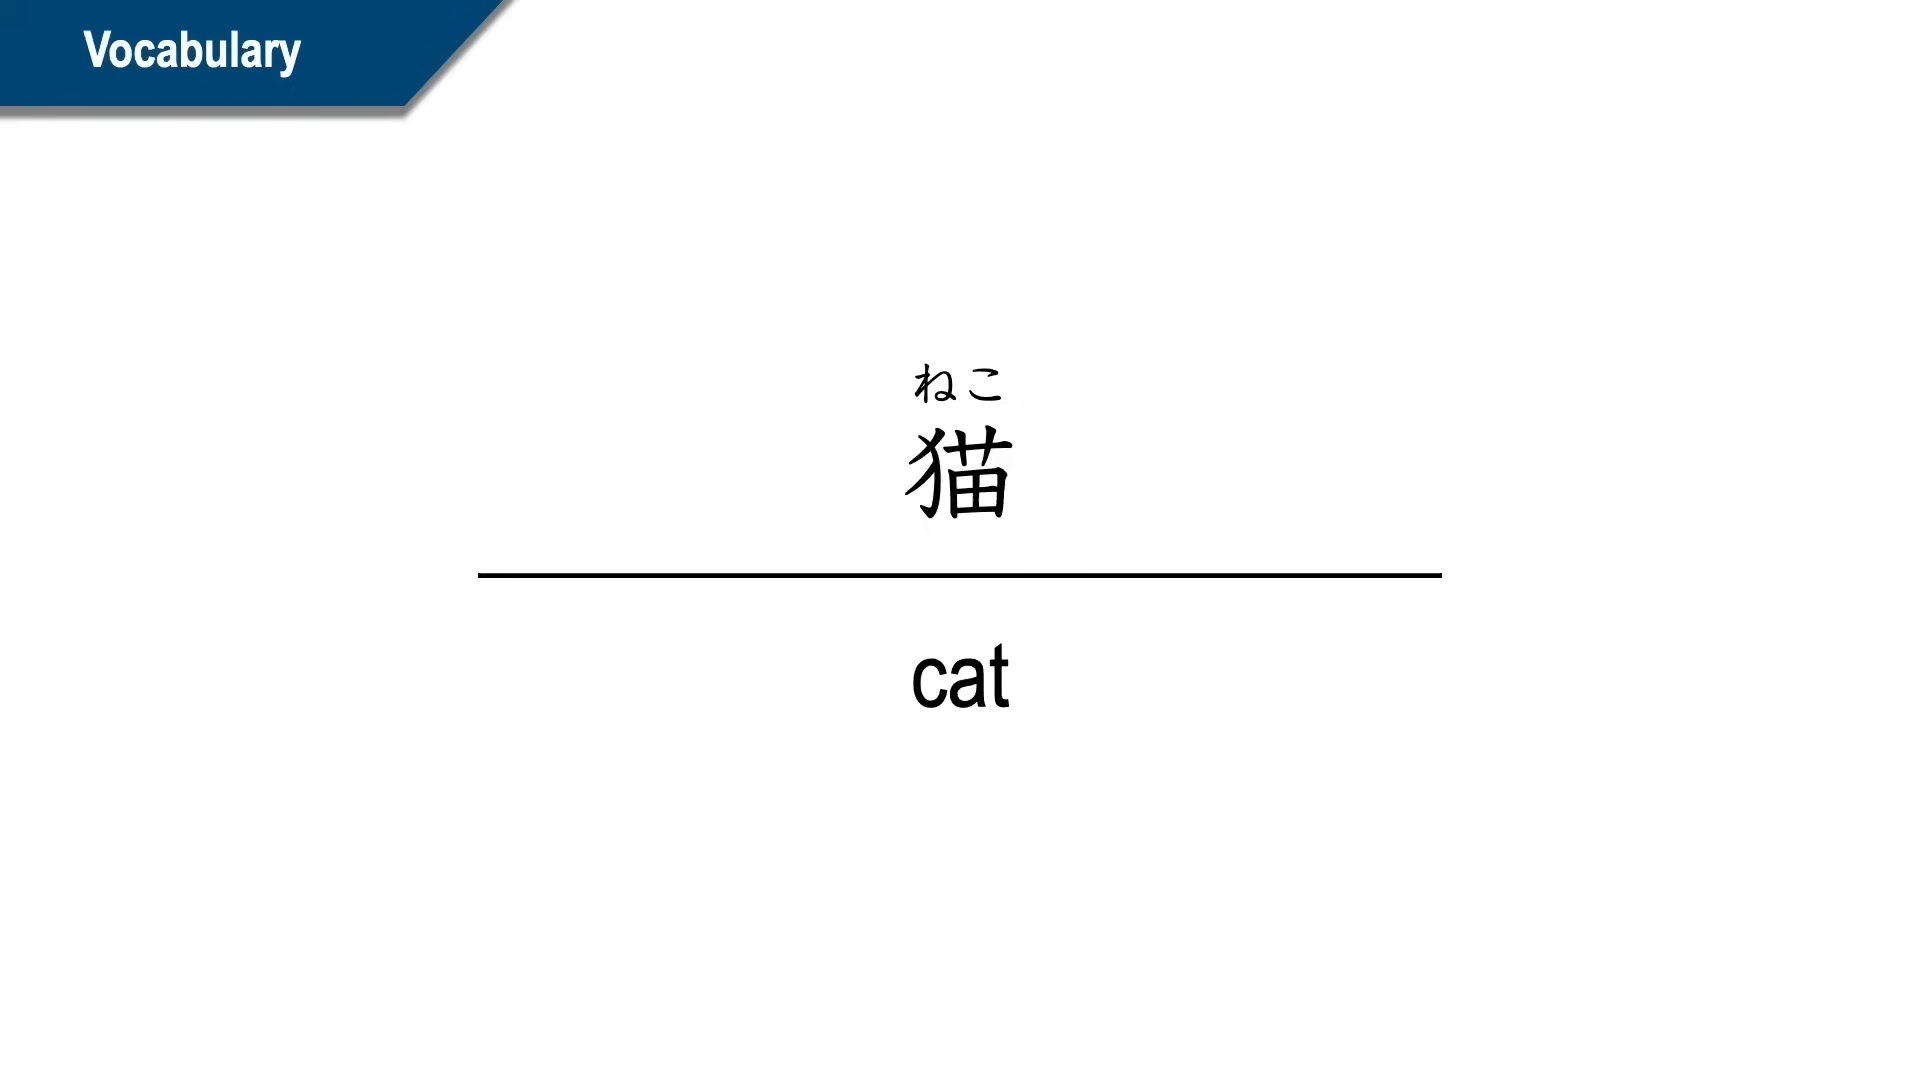 Vocabulary
ねこ
猫
cat